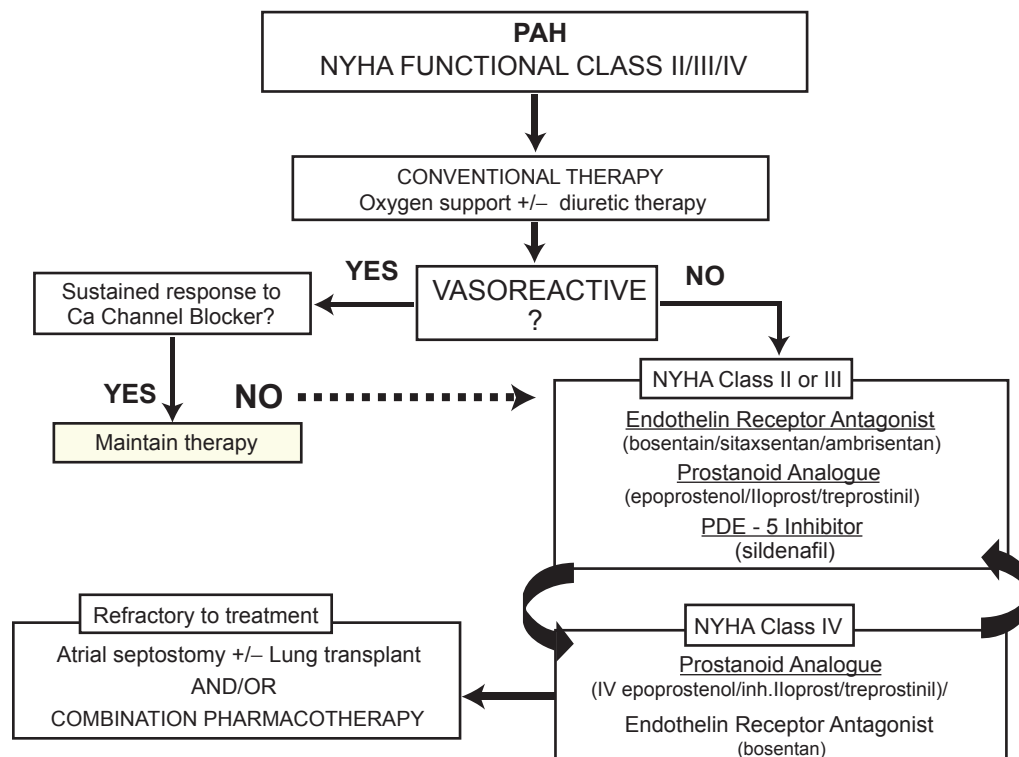 PAH
NYHA FUNCTIONAL CLASS II/III/IV
CONVENTIONAL THERAPY
Oxygen support +/– diuretic therapy
VASOREACTIVE
?
YES
NO
Sustained response to
Ca Channel Blocker?
YES
NO
Maintain therapy
NYHA Class II or III
Endothelin Receptor Antagonist
(bosentain/sitaxsentan/ambrisentan)
Prostanoid Analogue
(epoprostenol/IIoprost/treprostinil)
PDE - 5 Inhibitor
(sildenafil)
NYHA Class IV
Prostanoid Analogue
(IV epoprostenol/inh.IIoprost/treprostinil)/
Endothelin Receptor Antagonist
(bosentan)
Refractory to treatment
Atrial septostomy +/– Lung transplant
AND/OR
COMBINATION PHARMACOTHERAPY